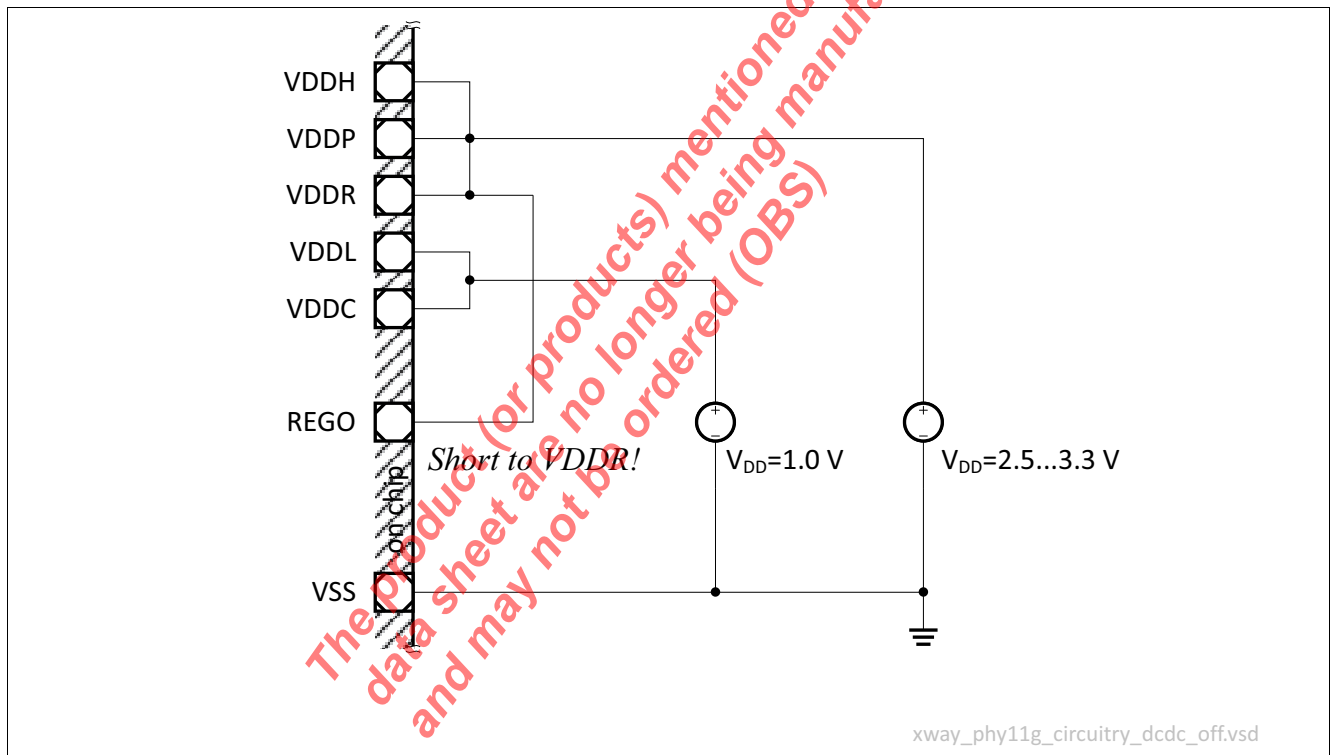 VDDH
VDDP
VDDR
VDDL
VDDC
REGO
Short to VDDR!
VDD=1.0 V
VDD=2.5...3.3 V
on chip
VSS
The product (or products) mentioned
data sheet are no longer being manufa
and may not be ordered (OBS)
xway_phy11g_circuitry_dcdc_off.vsd